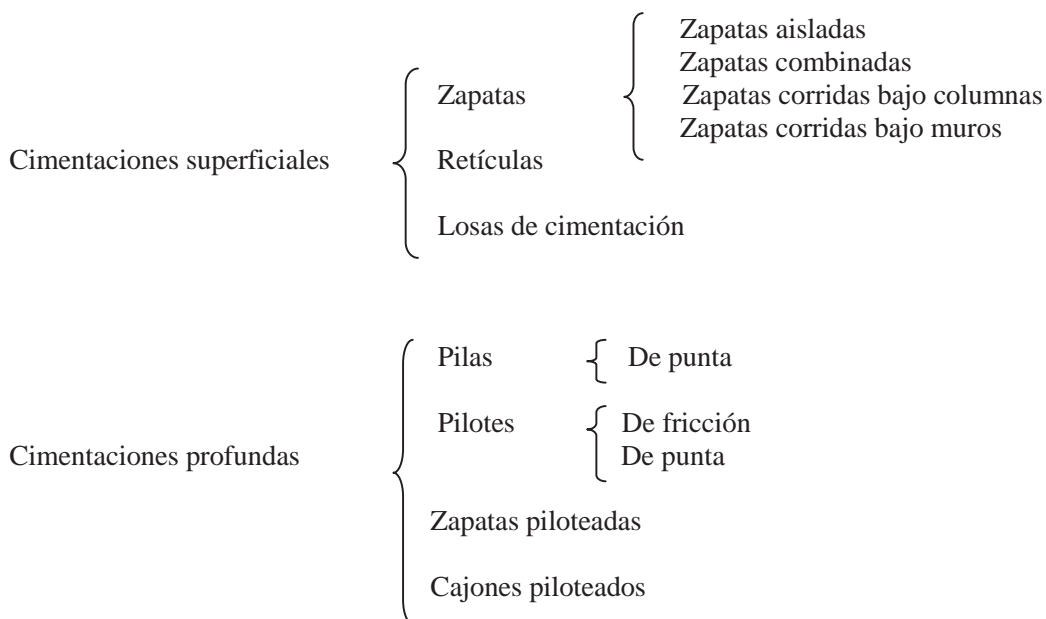 Zapatas aisladas
Zapatas combinadas
Zapatas
Zapatas corridas bajo columnas
Zapatas corridas bajo muros
Cimentaciones superficiales
Retículas
Losas de cimentación
Pilas
De punta
Pilotes
De fricción
Cimentaciones profundas
De punta
Zapatas piloteadas
Cajones piloteados